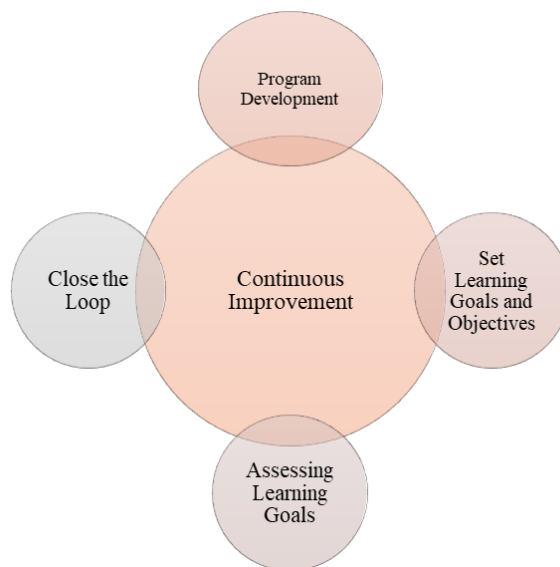 Program
Development
Close the
Loop
Continuous
Improvement
Set
Learning
Goals and
Objectives
Assessing
Learning
Goals